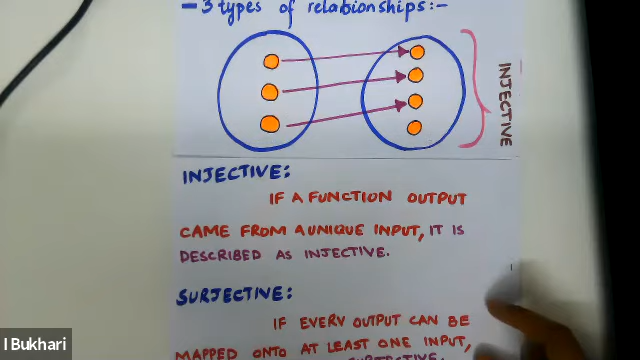 - 3 types of relationships:-
INJECTIVE
INJECTIVE:
IF A FUNCTION OUTPUT
CAME FROM A UNIQUE INPUT, IT IS
DESCRIBED AS INJECTIVE.
SURJECTIVE:
IF EVERY OUTPUT CAN BE
MAPPED ONTO AT LEAST ONE INPUT,
SURJECTIVE.
I Bukhari